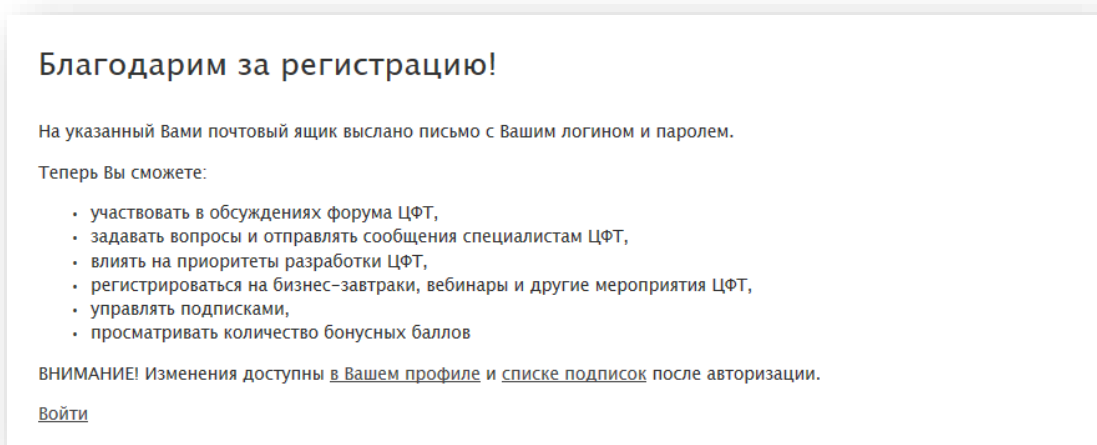 Благодарим за регистрацию!
На указанный Вами почтовый ящик выслано письмо с Вашим логином и паролем.
Теперь Вы сможете:
• участвовать в обсуждениях форума ЦФТ,
• задавать вопросы и отправлять сообщения специалистам ЦФТ,
• влиять на приоритеты разработки ЦФТ,
• регистрироваться на бизнес-завтраки, вебинары и другие мероприятия ЦФТ,
• управлять подписками,
• просматривать количество бонусных баллов
ВНИМАНИЕ! Изменения доступны в Вашем профиле и списке подписок после авторизации.
Войти